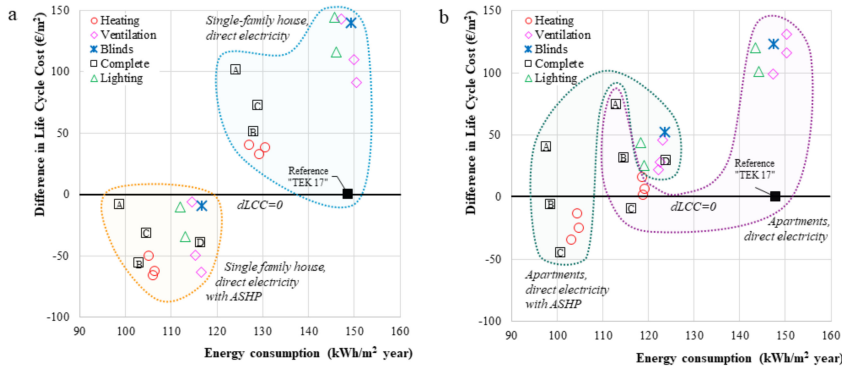 a
Difference in Life Cycle Cost (€/m²)
150
100
50
0
-50
-100
90
100
110
120
130
140
150
160
Energy consumption (kWh/m² year)
Heating
Ventilation
Blinds
Complete
Lighting
Single-family house,
direct electricity
A
C
B
Reference
"TEK 17"
dLCC=0
A
C
B
D
Single family house,
direct electricity
with ASHP
b
Difference in Life Cycle Cost (€/m²)
150
100
50
0
-50
-100
90
100
110
120
130
140
150
160
Energy consumption (kWh/m² year)
Heating
Ventilation
Blinds
Complete
Lighting
A
A
B
D
B
C
C
Reference
"TEK 17"
dLCC=0
Apartments,
direct electricity
Apartments,
direct electricity
with ASHP